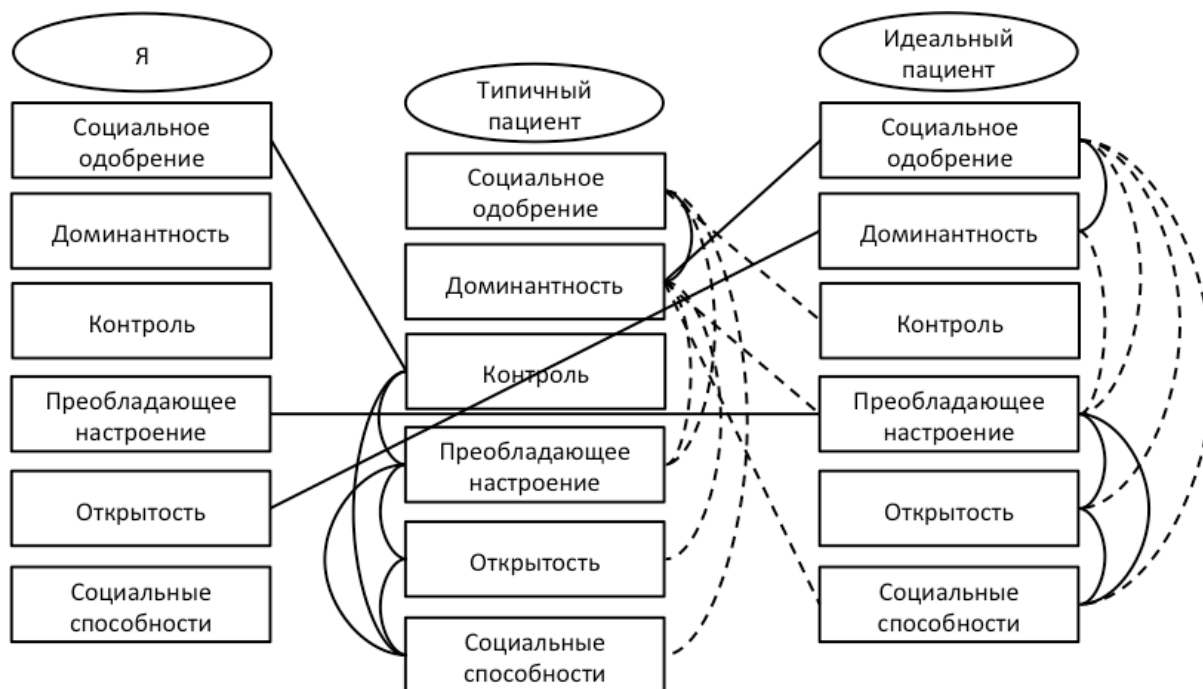 Я
Социальное
одобрение
Доминантность
Контроль
Преобладающее
настроение
Открытость
Социальные
способности
Типичный
пациент
Социальное
одобрение
Доминантность
Контроль
Преобладающее
настроение
Открытость
Социальные
способности
Идеальный
пациент
Социальное
одобрение
Доминантность
Контроль
Преобладающее
настроение
Открытость
Социальные
способности